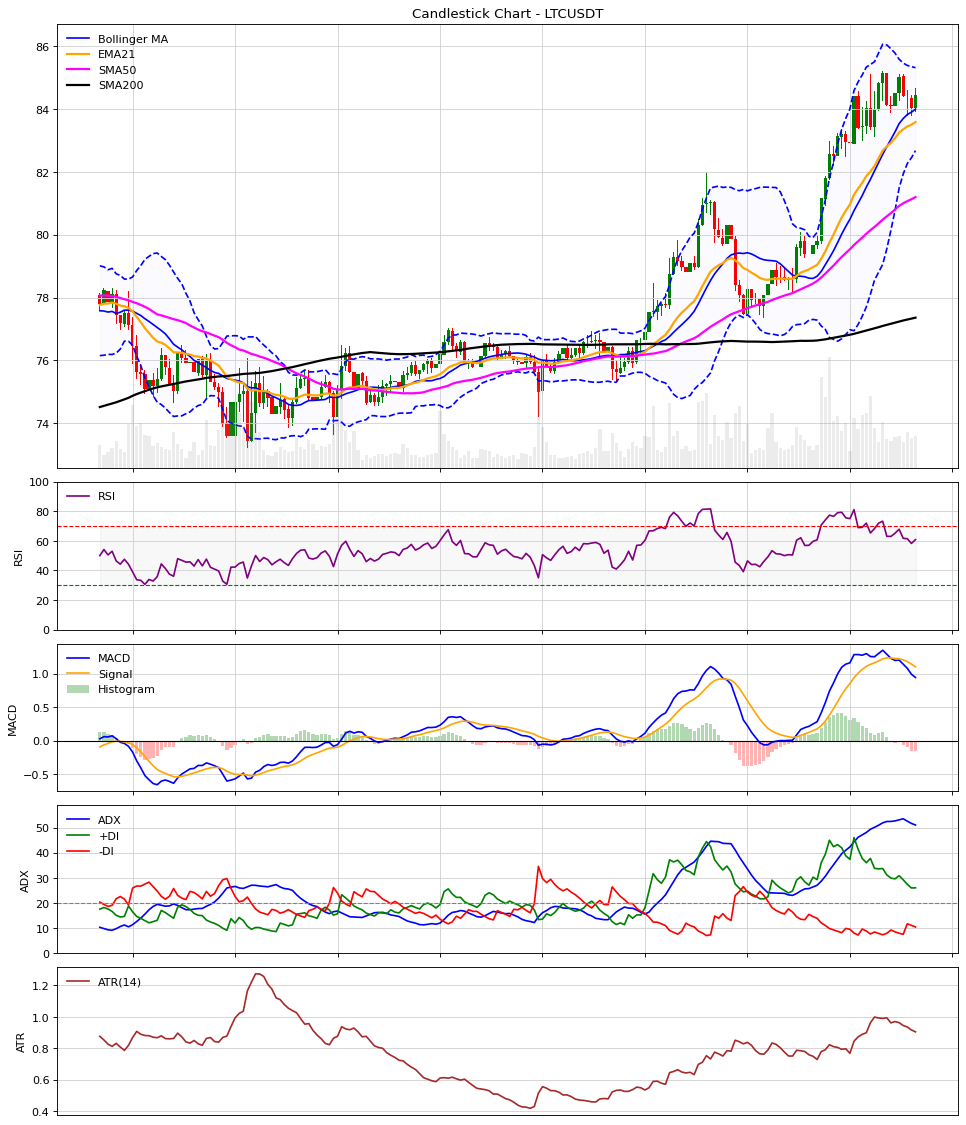 Candlestick Chart - LTCUSDT
Bollinger MA
EMA21
SMA50
SMA200
86
84
82
80
78
76
74
RSI
100
80
60
40
20
0
RSI
MACD
Signal
Histogram
1.0
0.5
0.0
−0.5
MACD
ADX
+DI
-DI
50
40
30
20
10
0
ADX
ATR(14)
1.2
1.0
0.8
0.6
0.4
ATR